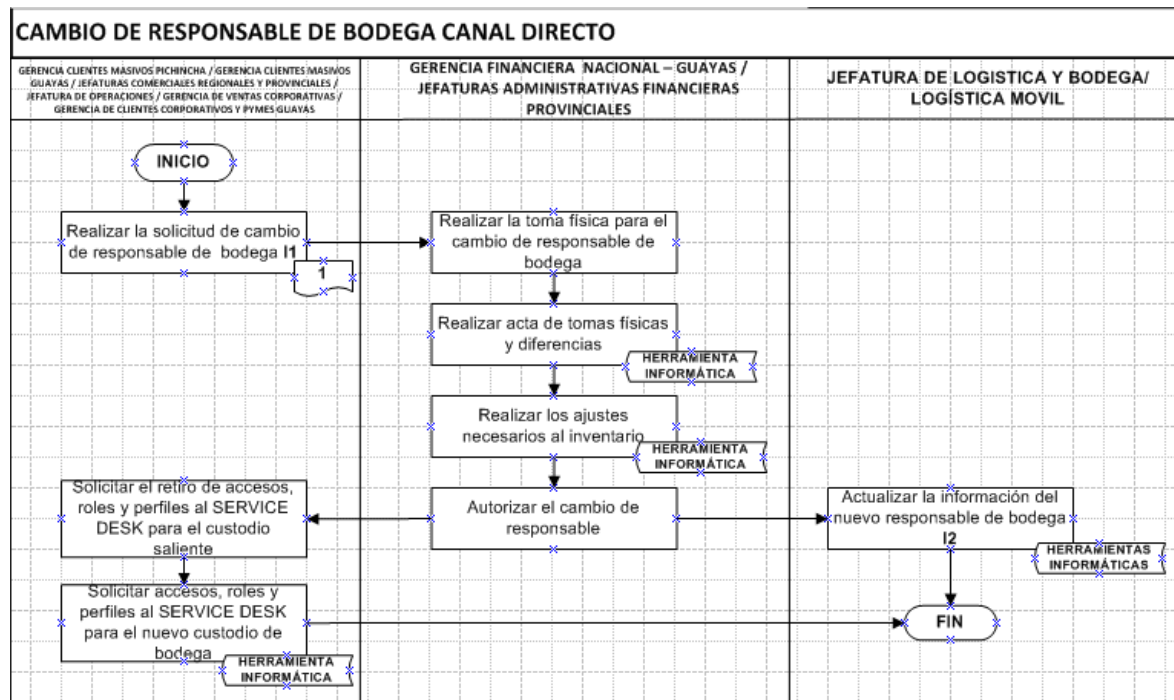 CAMBIO DE RESPONSABLE DE BODEGA CANAL DIRECTO
GERENCIA CLIENTES MASIVOS PICHINCHA / GERENCIA CLIENTES MASIVOS
GUAYAS / JEFATURAS COMERCIALES REGIONALES Y PROVINCIALES /
JEFATURA DE OPERACIONES / GERENCIA DE VENTAS CORPORATIVAS /
GERENCIA DE CLIENTES CORPORATIVOS Y PYMES GUAYAS
GERENCIA FINANCIERA NACIONAL – GUAYAS /
JEFATURAS ADMINISTRATIVAS FINANCIERAS
PROVINCIALES
JEFATURA DE LOGISTICA Y BODEGA/
LOGÍSTICA MOVIL
INICIO
Realizar la solicitud de cambio
de responsable de bodega I1
1
Realizar la toma física para el
cambio de responsable de
bodega
Realizar acta de tomas físicas
y diferencias
HERRAMIENTA
INFORMÁTICA
Realizar los ajustes
necesarios al inventario
HERRAMIENTA
INFORMÁTICA
Solicitar el retiro de accesos,
roles y perfiles al SERVICE
DESK para el custodio
saliente
Autorizar el cambio de
responsable
Actualizar la información del
nuevo responsable de bodega
I2
HERRAMIENTAS
INFORMÁTICAS
Solicitar accesos, roles y
perfiles al SERVICE DESK
para el nuevo custodio de
bodega
HERRAMIENTA
INFORMÁTICA
FIN